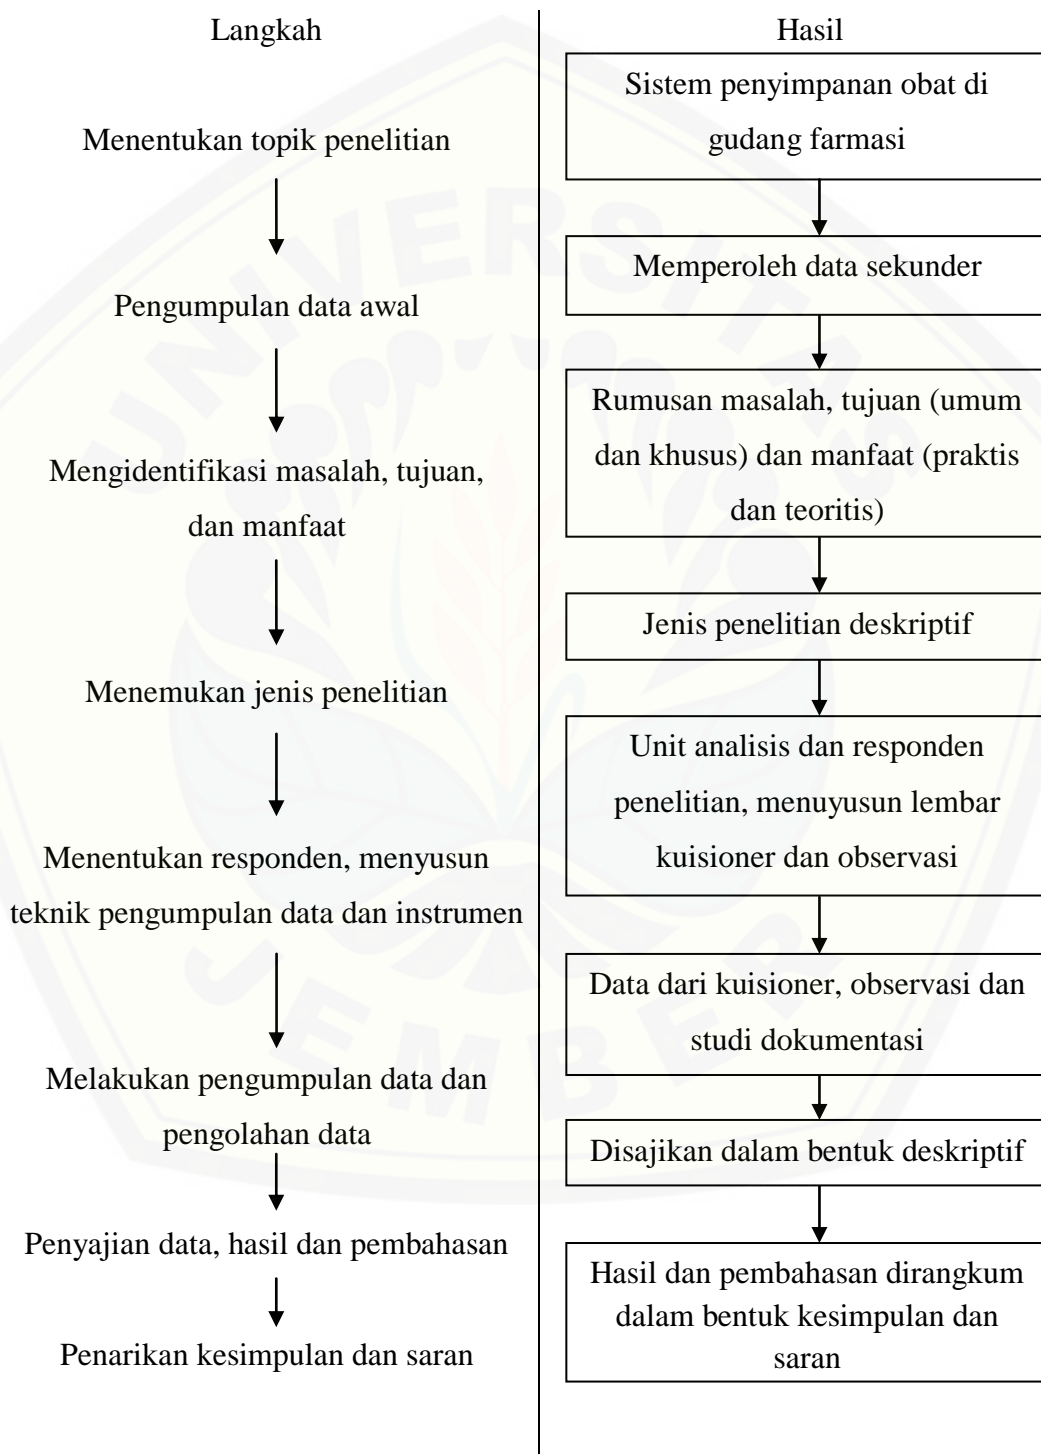 Langkah
Menentukan topik penelitian
Pengumpulan data awal
Mengidentifikasi masalah, tujuan,
dan manfaat
Menemukan jenis penelitian
Menentukan responden, menyusun
teknik pengumpulan data dan instrumen
Melakukan pengumpulan data dan
pengolahan data
Penyajian data, hasil dan pembahasan
Penarikan kesimpulan dan saran
Hasil
Sistem penyimpanan obat di
gudang farmasi
Memperoleh data sekunder
Rumusan masalah, tujuan (umum
dan khusus) dan manfaat (praktis
dan teoritis)
Jenis penelitian deskriptif
Unit analisis dan responden
penelitian, menuyusun lembar
kuisioner dan observasi
Data dari kuisioner, observasi dan
studi dokumentasi
Disajikan dalam bentuk deskriptif
Hasil dan pembahasan dirangkum
dalam bentuk kesimpulan dan
saran
UNIVERSITAS
JEMBER